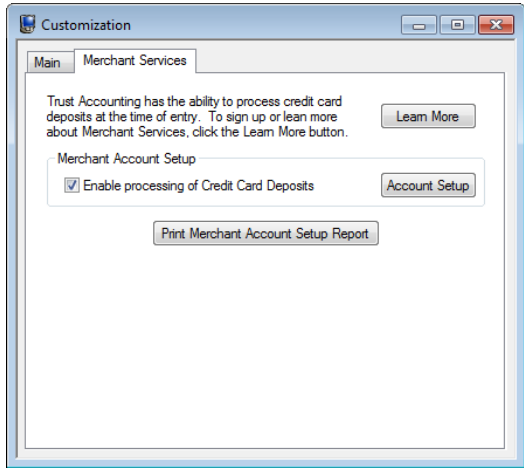 Customization
Main
Merchant Services
Trust Accounting has the ability to process credit card
deposits at the time of entry. To sign up or lean more
about Merchant Services, click the Learn More button.
Learn More
Merchant Account Setup
Enable processing of Credit Card Deposits
Account Setup
Print Merchant Account Setup Report